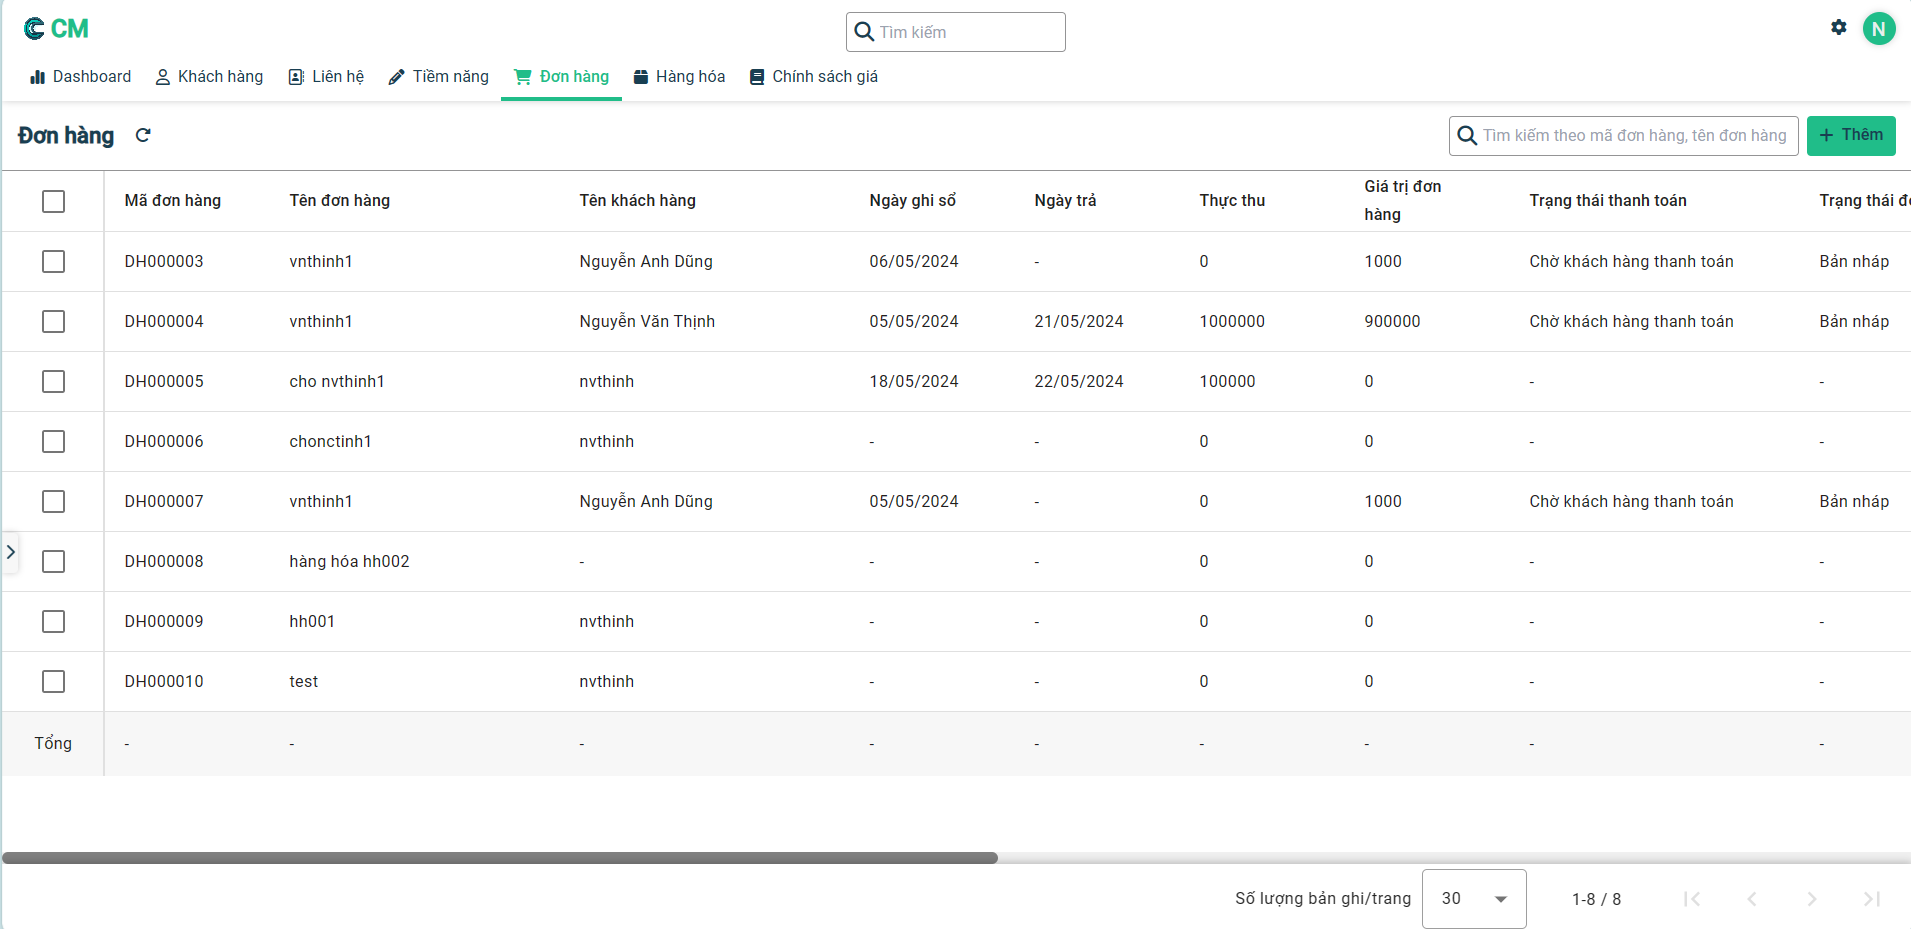 CM
Tìm kiếm
N
Dashboard Khách hàng Liên hệ Tiềm năng Đơn hàng Hàng hóa Chính sách giá
Đơn hàng
Tìm kiếm theo mã đơn hàng, tên đơn hàng
+ Thêm
Mã đơn hàng Tên đơn hàng Tên khách hàng Ngày ghi sổ Ngày trả Thực thu Giá trị đơn hàng Trạng thái thanh toán Trạng thái
DH000003 vnthinh1 Nguyễn Anh Dũng 06/05/2024 - 0 1000 Chờ khách hàng thanh toán Bản nháp
DH000004 vnthinh1 Nguyễn Văn Thịnh 05/05/2024 21/05/2024 1000000 900000 Chờ khách hàng thanh toán Bản nháp
DH000005 cho nvthinh1 nvthinh 18/05/2024 22/05/2024 100000 0 - -
DH000006 chonctinh1 nvthinh - - 0 0 - -
DH000007 vnthinh1 Nguyễn Anh Dũng 05/05/2024 - 0 1000 Chờ khách hàng thanh toán Bản nháp
DH000008 hàng hóa hh002 - - - 0 0 - -
DH000009 hh001 nvthinh - - 0 0 - -
DH000010 test nvthinh - - 0 0 - -
Tổng - - - - - - - - -
Số lượng bản ghi/trang 30 1-8 / 8